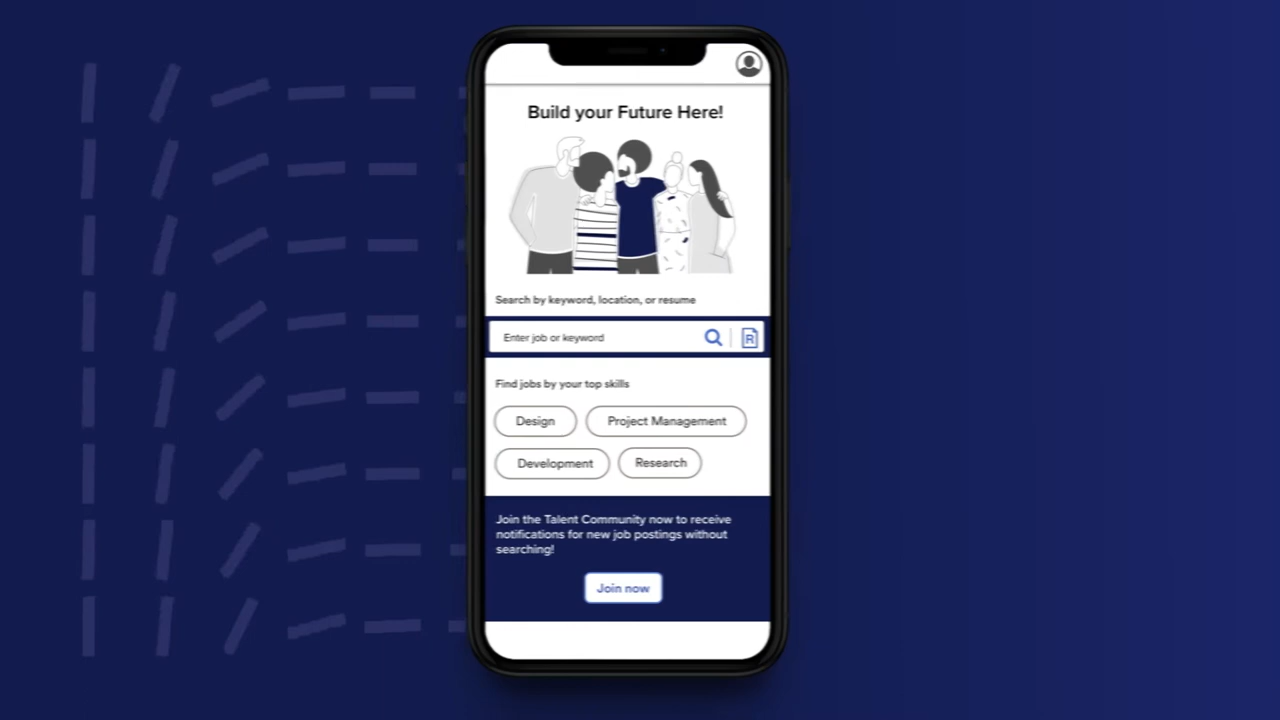 Build your Future Here!
Search by keyword, location, or resume
Enter job or keyword
R
Find jobs by your top skills
Design
Project Management
Development
Research
Join the Talent Community now to receive
notifications for new job postings without
searching!
Join now